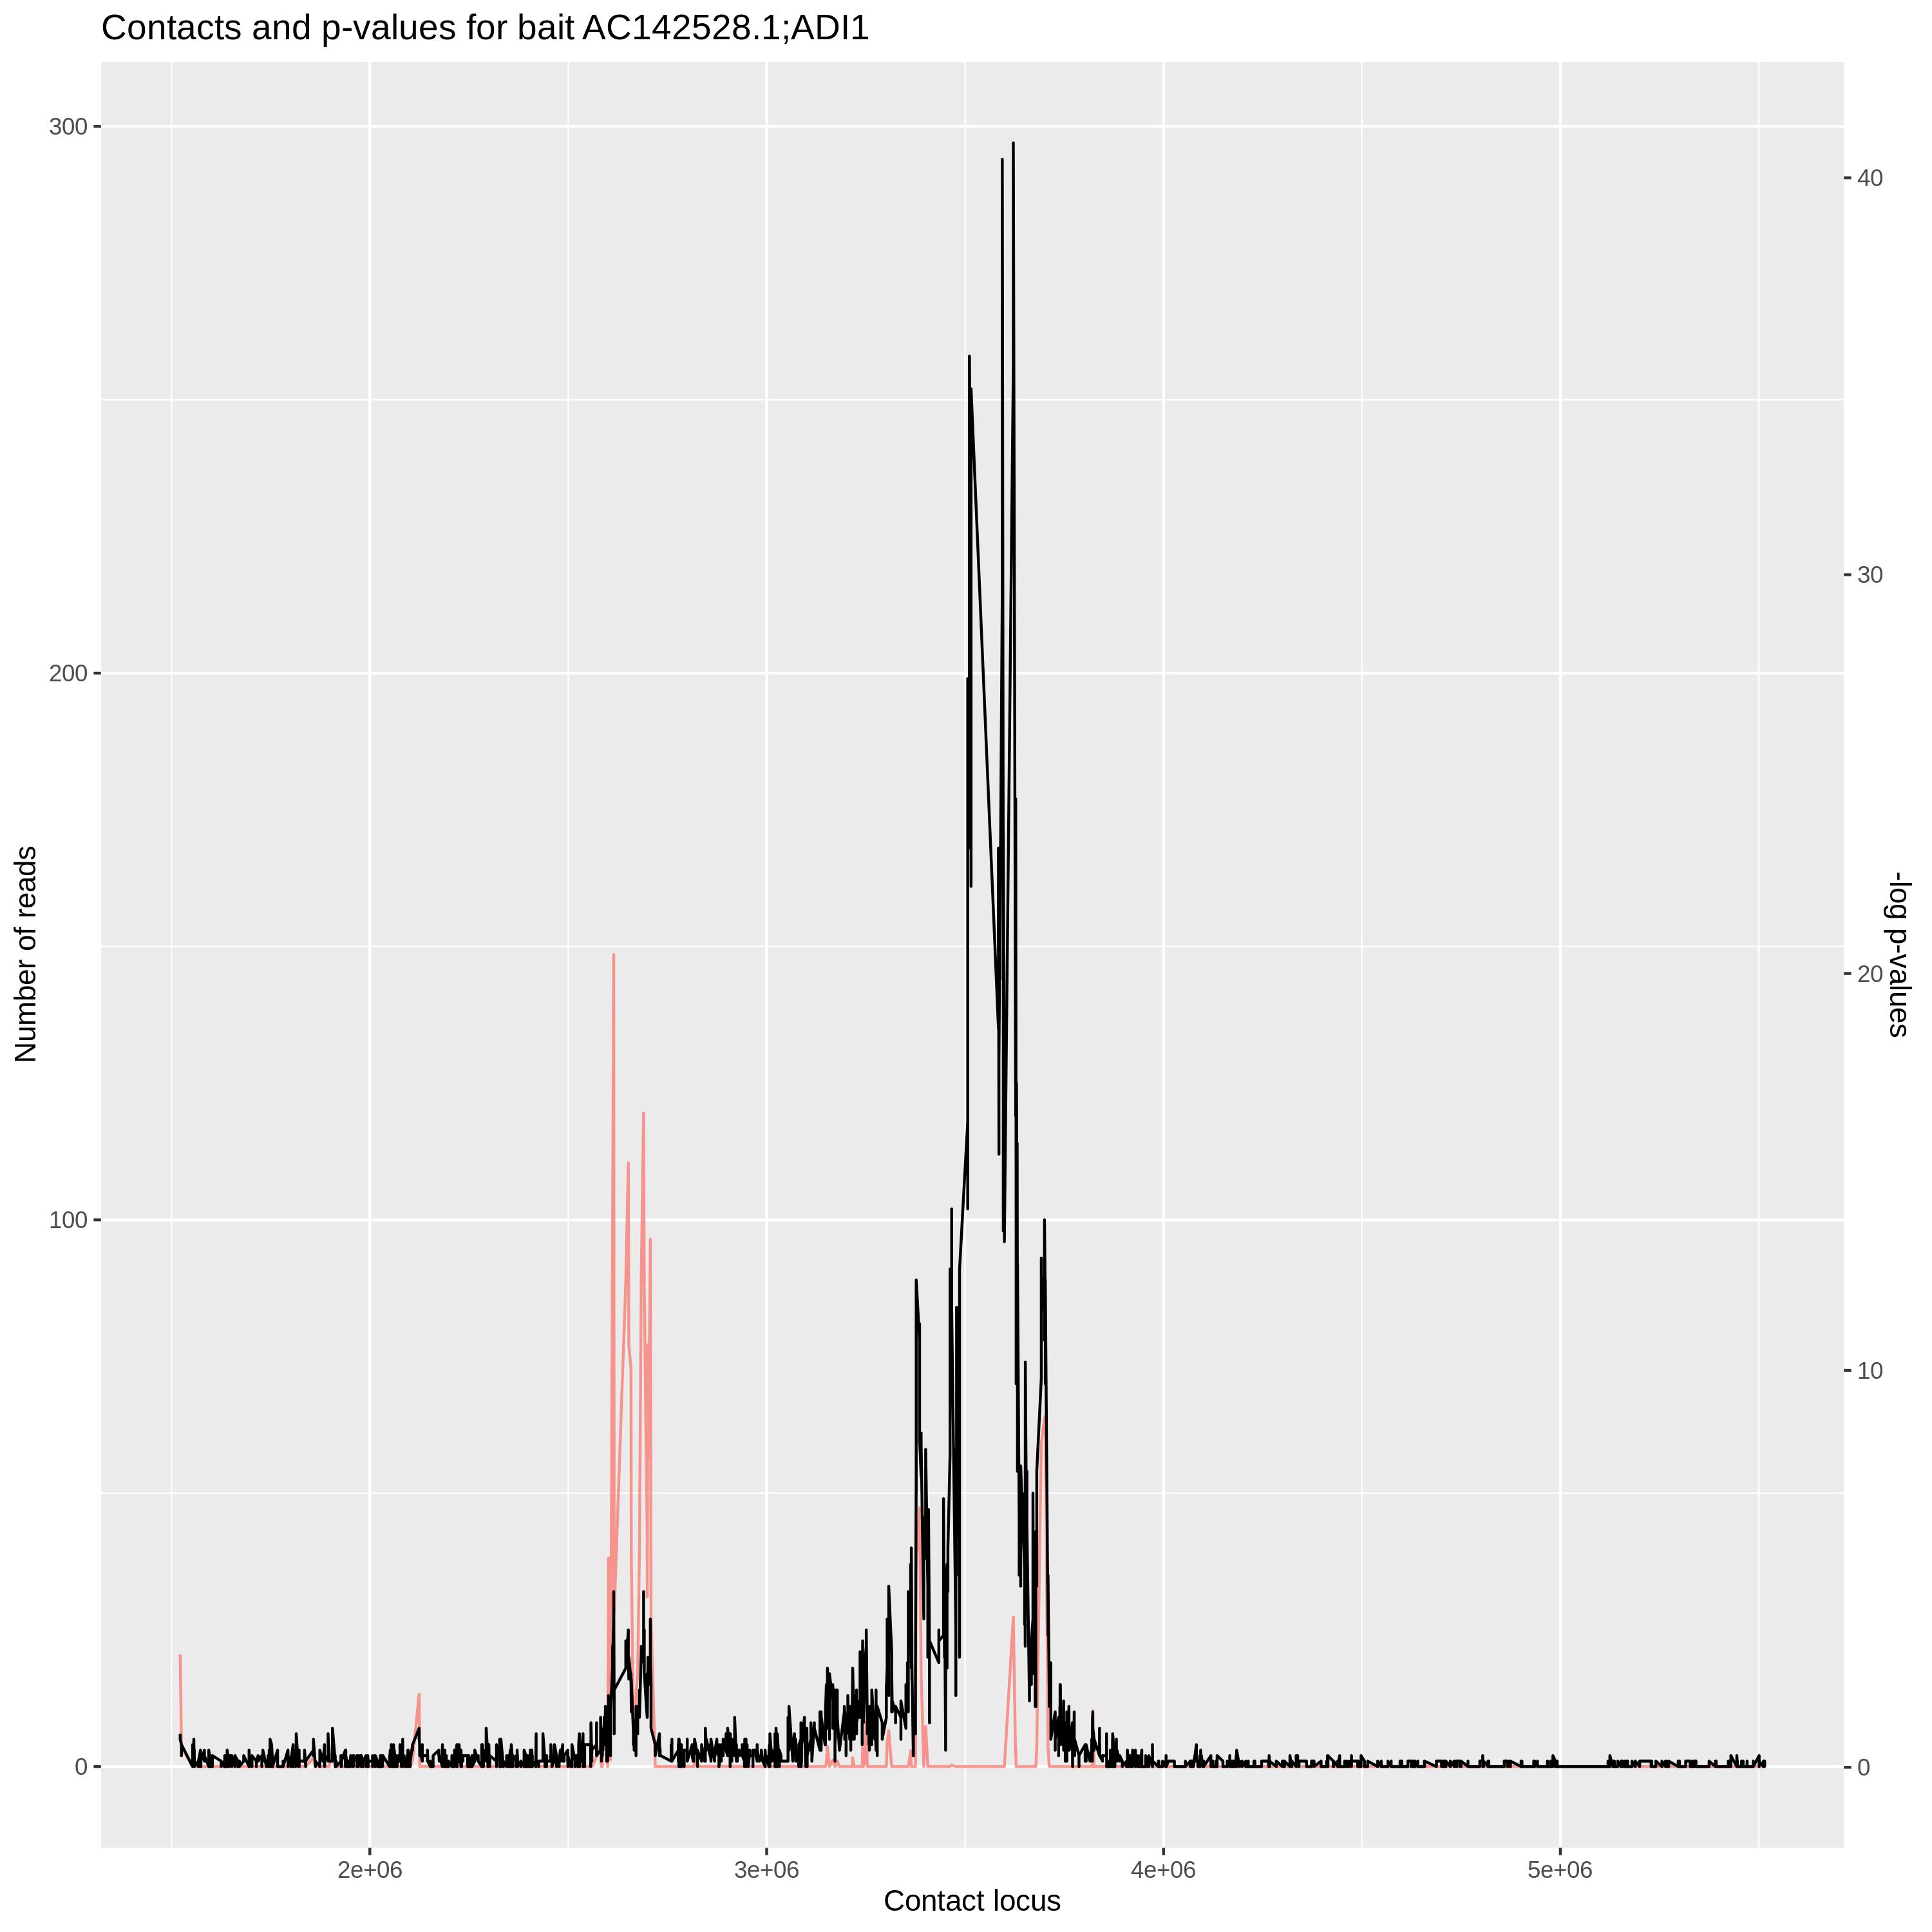 Contacts and p-values for bait AC142528.1;ADI1
300
200
100
0
Number of reads
40
30
20
10
0
-log p-values
2e+06
3e+06
4e+06
5e+06
Contact locus